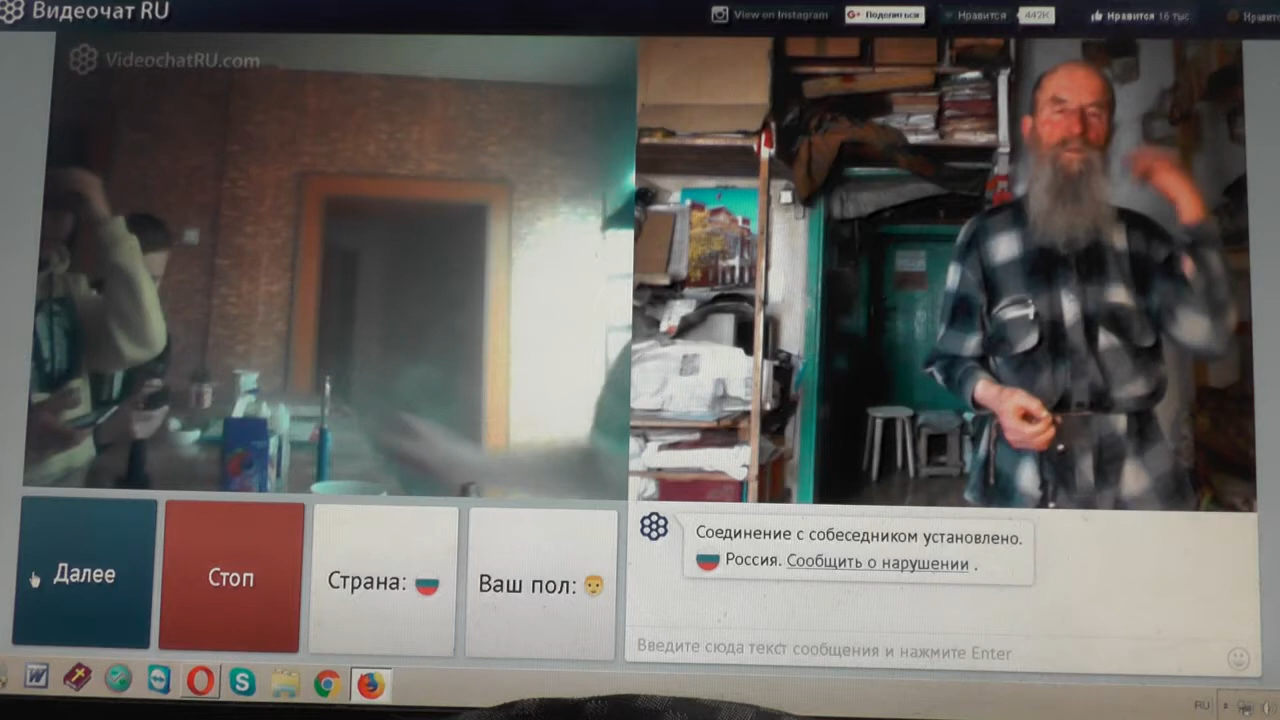 Видеочат RU
View on Instagram
Поделиться
Нравится
442K
Нравится 16 тыс
Нравит
VideochatRU.com
Далее
Стоп
Страна:
Ваш пол:
Соединение с собеседником установлено.
Россия. Сообщить о нарушении .
Введите сюда текст сообщения и нажмите Enter
RU